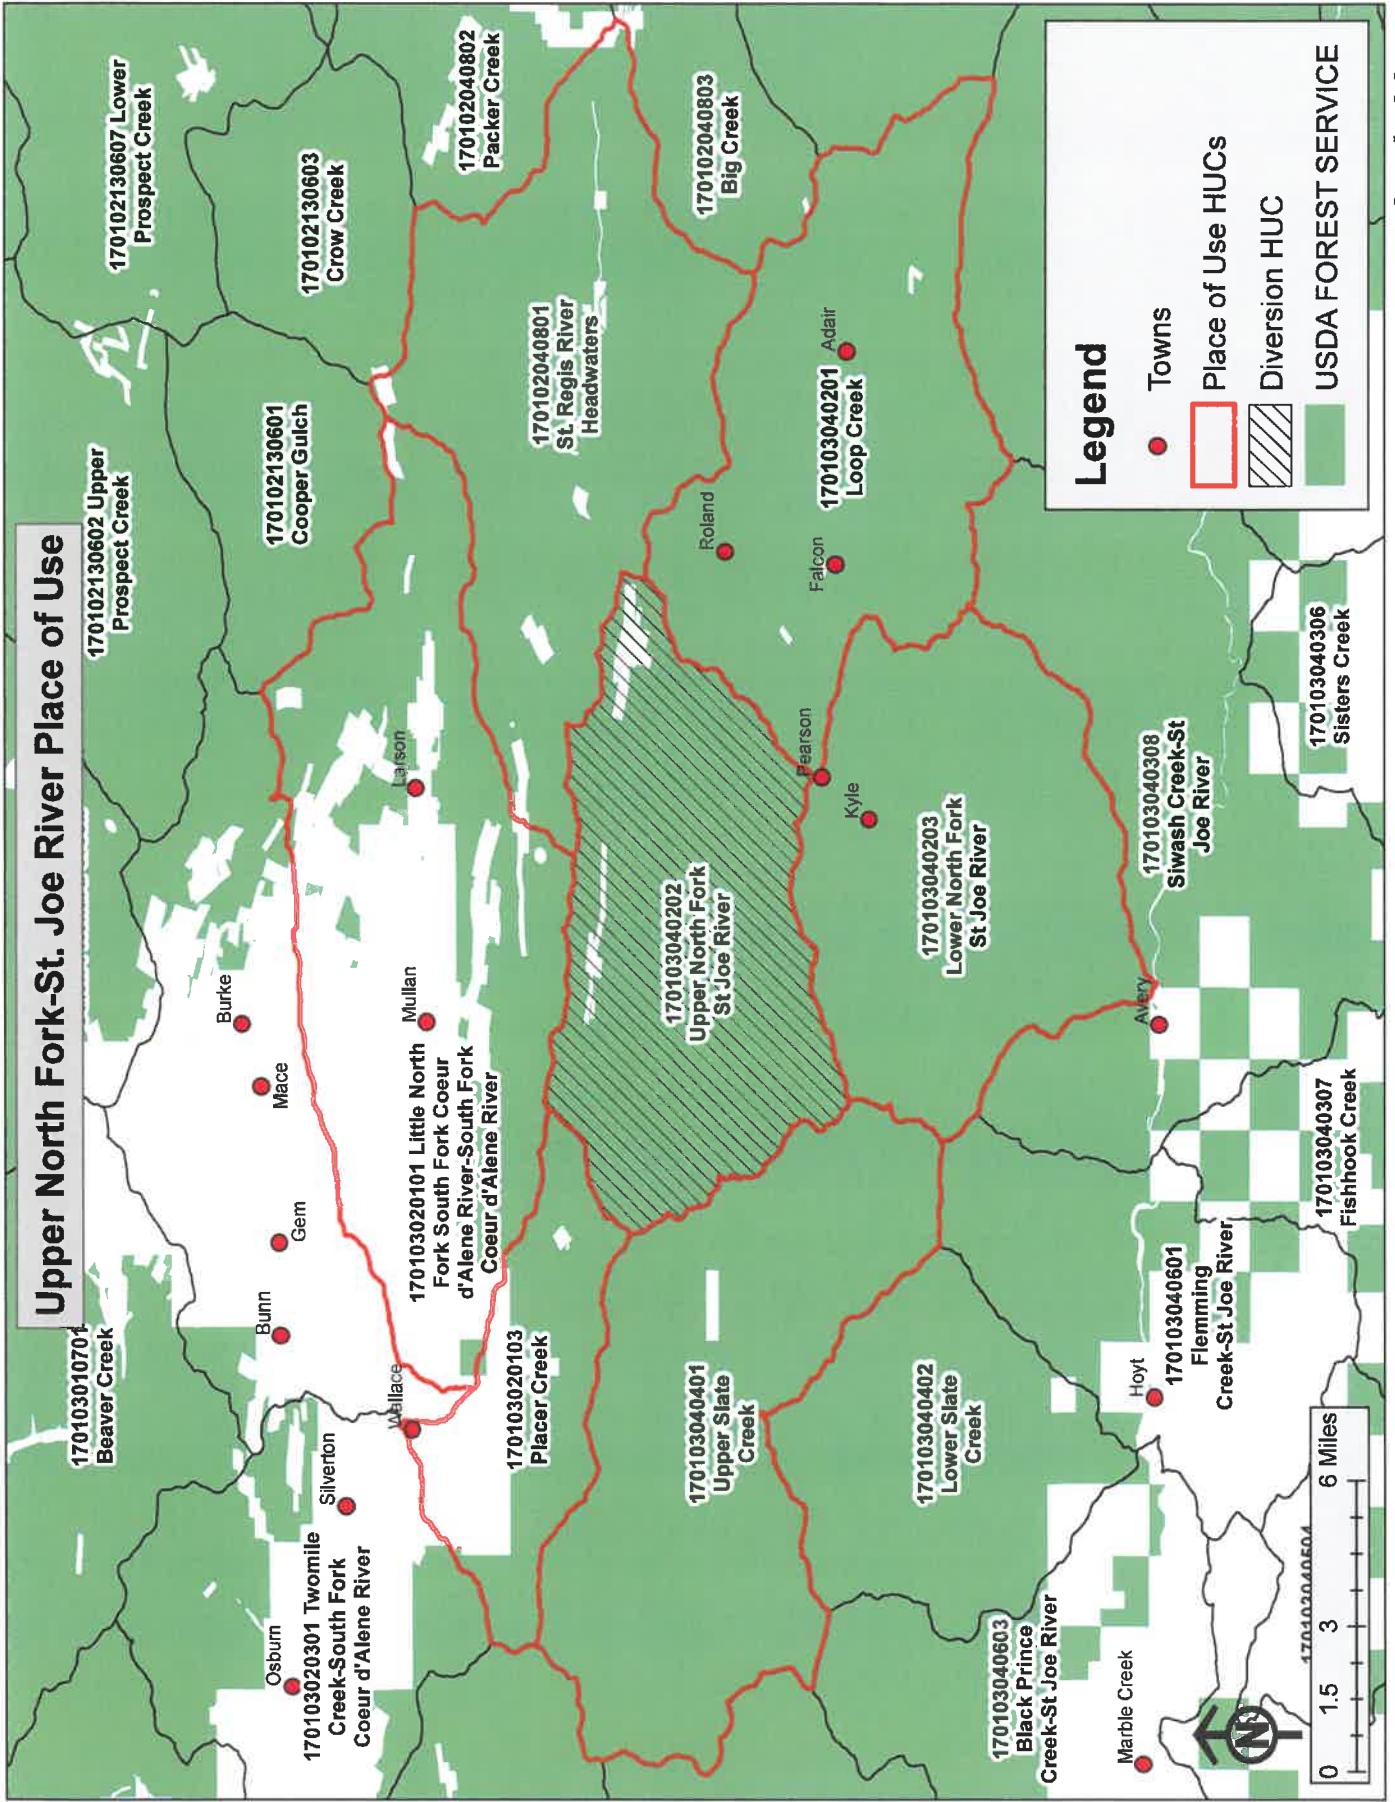 Upper North Fork-St. Joe River Place of Use
170103010701
Beaver Creek
170102130602 Upper
Prospect Creek
170102130607 Lower
Prospect Creek
170102130601
Cooper Gulch
170102130603
Crow Creek
170102040802
Packer Creek
Osburn
170103020301 Twomile
Creek-South Fork
Coeur d'Alene River
Silverton
Wallace
Bunn
Gem
Mace
Burke
Mullan
Larson
170103020101 Little North
Fork South Fork Coeur
d'Alene River-South Fork
Coeur d'Alene River
170103020103
Placer Creek
170102040801
St. Regis River
Headwaters
170102040803
Big Creek
170103040401
Upper Slate
Creek
170103040202
Upper North Fork
St Joe River
Roland
Falcon
Adair
170103040201
Loop Creek
Pearson
Kyle
170103040402
Lower Slate
Creek
170103040203
Lower North Fork
St Joe River
170103040603
Black Prince
Creek-St Joe River
Marble Creek
Hoyt
170103040601
Flemming
Creek-St Joe River
Avery
170103040308
Siwash Creek-St
Joe River
170103040307
Fishhook Creek
170103040306
Sisters Creek
170103040504
N
0 1.5 3 6 Miles
Legend
Towns
Place of Use HUCs
Diversion HUC
USDA FOREST SERVICE